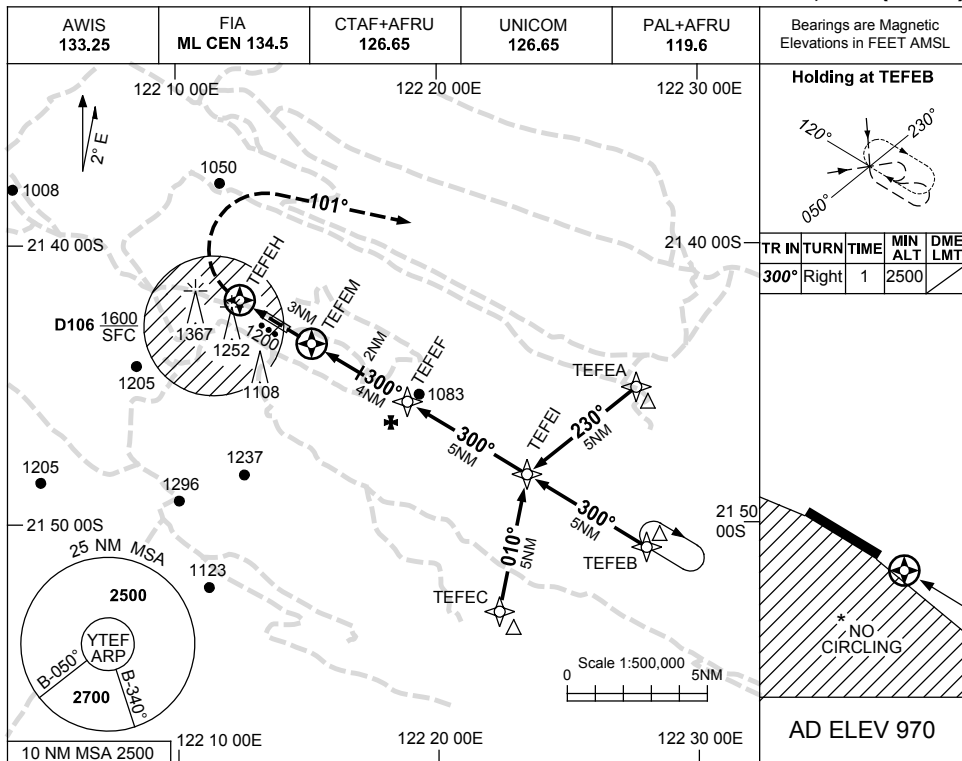 AWIS
133.25
FIA
ML CEN 134.5
CTAF+AFRU
126.65
UNICOM
126.65
PAL+AFRU
119.6
Bearings are Magnetic
Elevations in FEET AMSL
122 10 00E
122 20 00E
122 30 00E
2° E
1008
1050
101°
21 40 00S
21 40 00S
TEFEH
TEFEM
3NM
D106 1600
SFC
1367
1252
1200
1108
2NM
300°
4NM
TEFEF
1083
1205
TEFEA
TEFEI
230°
5NM
300°
5NM
1237
1205
1296
300°
5NM
21 50 00S
21 50
00S
010°
5NM
TEFEB
TEFEC
1123
25 NM MSA
2500
YTEF
ARP
B-050°
B-340°
2700
Scale 1:500,000
0
5NM
10 NM MSA 2500
122 10 00E
122 20 00E
122 30 00E
Holding at TEFEB
120°
230°
050°
TR IN TURN TIME MIN ALT DME LMT
300° Right 1 2500
* NO
CIRCLING
AD ELEV 970